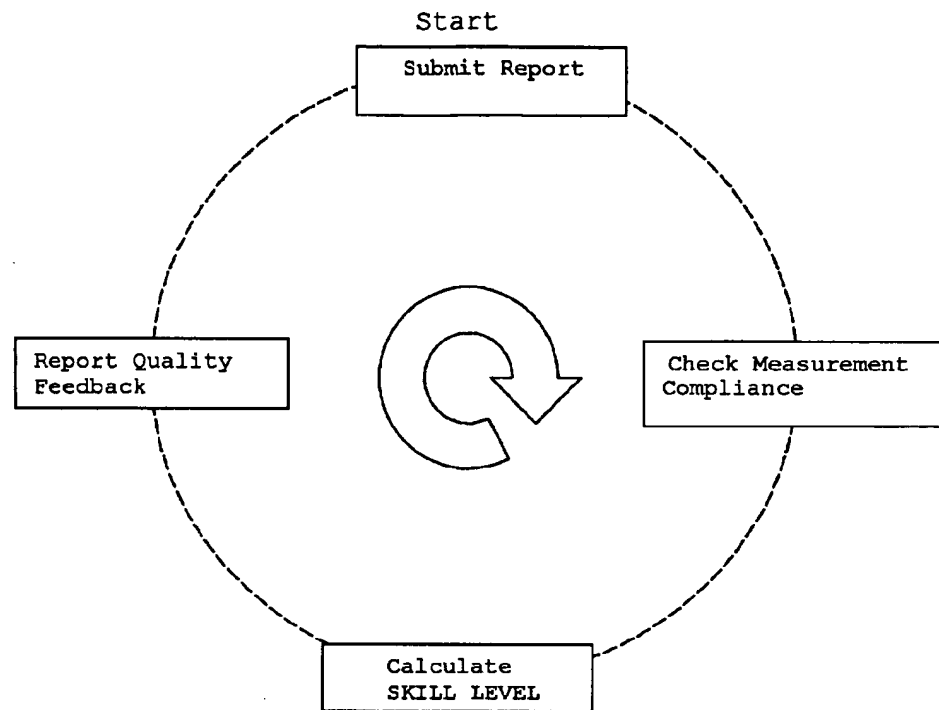 Start
Submit Report
Report Quality
Feedback
Check Measurement
Compliance
Calculate
SKILL LEVEL